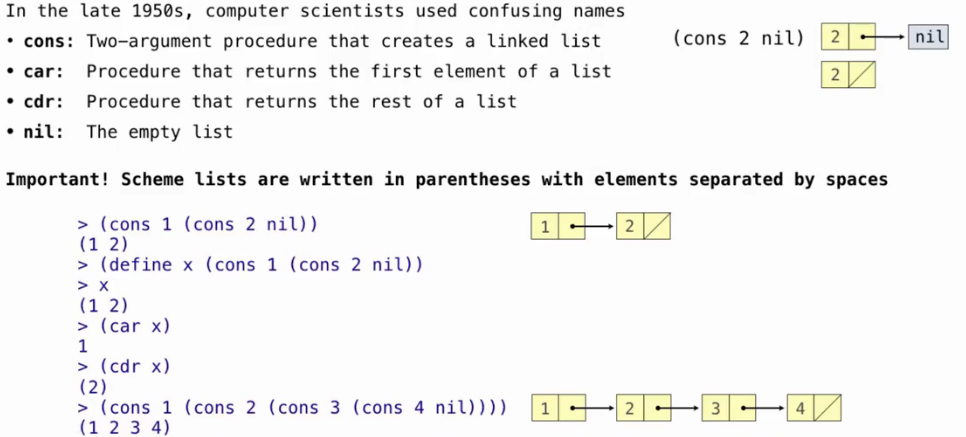 In the late 1950s, computer scientists used confusing names
• cons: Two-argument procedure that creates a linked list
• car: Procedure that returns the first element of a list
• cdr: Procedure that returns the rest of a list
• nil: The empty list
(cons 2 nil) 2 nil
2
Important! Scheme lists are written in parentheses with elements separated by spaces
> (cons 1 (cons 2 nil))
1 2
(1 2)
> (define x (cons 1 (cons 2 nil))
> x
(1 2)
> (car x)
1
> (cdr x)
(2)
> (cons 1 (cons 2 (cons 3 (cons 4 nil))))
1 2 3 4
(1 2 3 4)